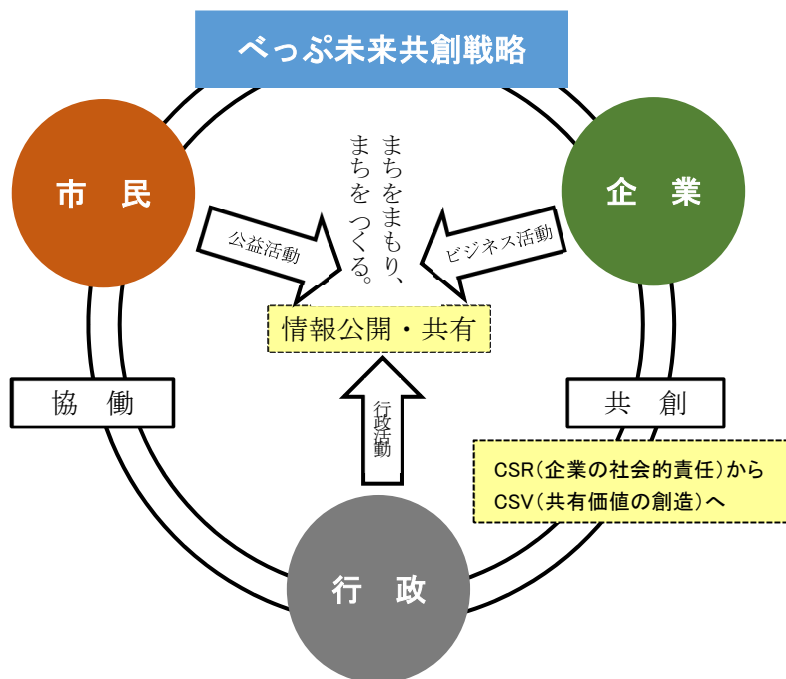 べっぷ未来共創戦略
市　民
企　業
まちをまもり、
まちをつくる。
公益活動
ビジネス活動
情報公開・共有
協　働
共　創
行政活動
CSR(企業の社会的責任)から
CSV(共有価値の創造)へ
行　政